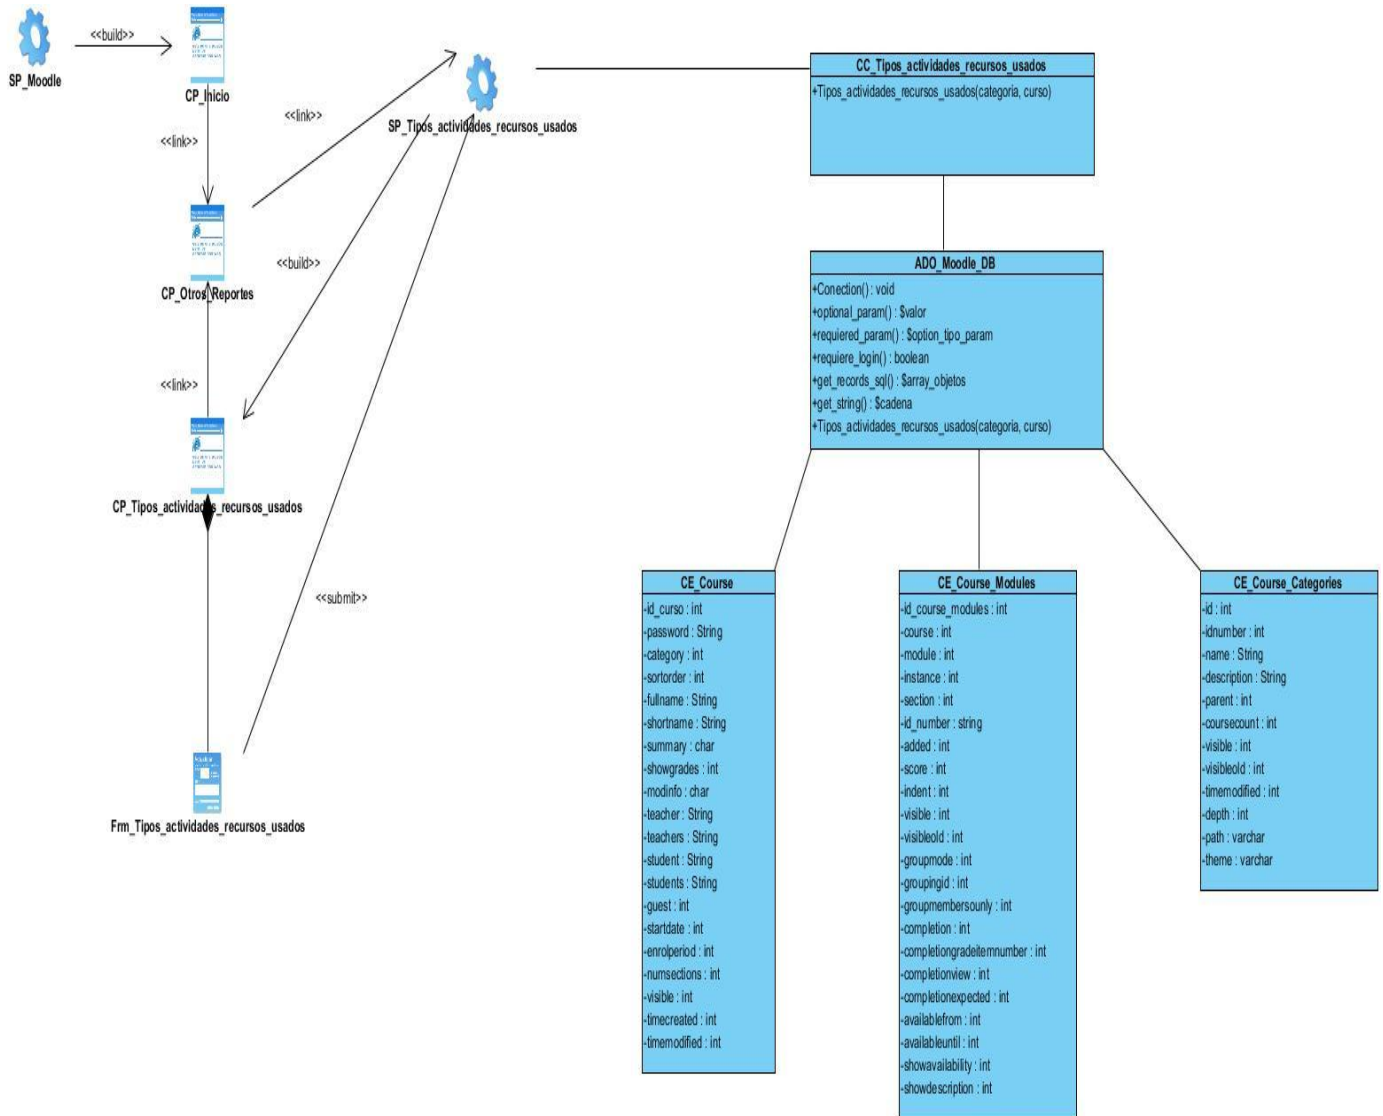 <<build>>
SP_Moodle
CP_Inicio
<<link>>
<<link>>
SP_Tipos_actividades_recursos_usados
<<build>>
CP_Otros_Reportes
<<link>>
CP_Tipos_actividades_recursos_usados
<<submit>>
Frm_Tipos_actividades_recursos_usados
CC_Tipos_actividades_recursos_usados
+Tipos_actividades_recursos_usados(categoria, curso)
ADO_Moodle_DB
+Conection() : void
+optional_param() : $valor
+requiered_param() : $option_tipo_param
+requiere_login() : boolean
+get_records_sql() : $array_objetos
+get_string() : $cadena
+Tipos_actividades_recursos_usados(categoria, curso)
CE_Course
-id_curso : int
-password : String
-category : int
-sortorder : int
-fullname : String
-shortname : String
-summary : char
-showgrades : int
-modinfo : char
-teacher : String
-teachers : String
-student : String
-students : String
-guest : int
-startdate : int
-enrolperiod : int
-numsections : int
-visible : int
-timecreated : int
-timemodified : int
CE_Course_Modules
-id_course_modules : int
-course : int
-module : int
-instance : int
-section : int
-id_number : string
-added : int
-score : int
-indent : int
-visible : int
-visibleold : int
-groupmode : int
-groupingid : int
-groupmembersounly : int
-completion : int
-completiongradeitemnumber : int
-completionview : int
-completionexpected : int
-availablefrom : int
-availableuntil : int
-showavailability : int
-showdescription : int
CE_Course_Categories
-id : int
-idnumber : int
-name : String
-description : String
-parent : int
-coursecount : int
-visible : int
-visibleold : int
-timemodified : int
-depth : int
-path : varchar
-theme : varchar